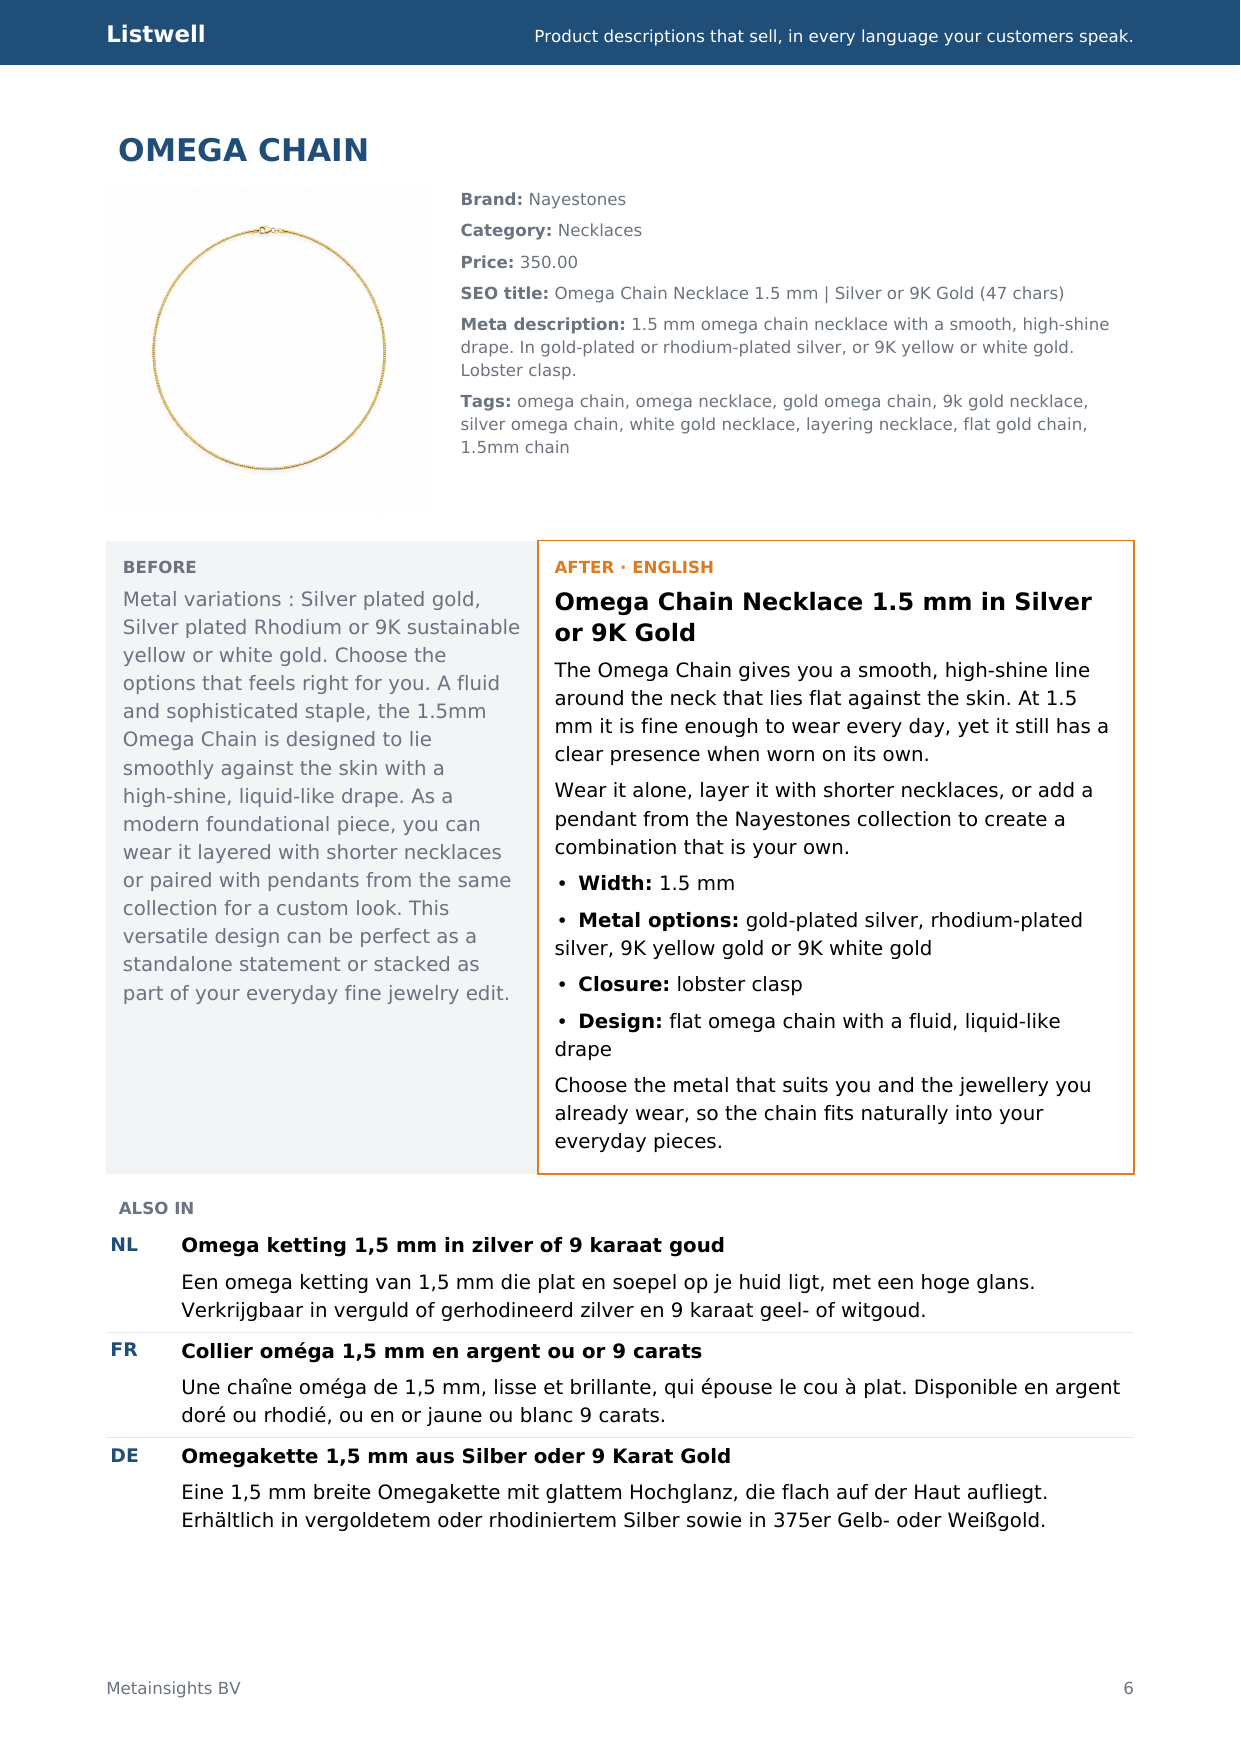 Listwell
Product descriptions that sell, in every language your customers speak.
OMEGA CHAIN
Brand: Nayestones
Category: Necklaces
Price: 350.00
SEO title: Omega Chain Necklace 1.5 mm | Silver or 9K Gold (47 chars)
Meta description: 1.5 mm omega chain necklace with a smooth, high-shine
drape. In gold-plated or rhodium-plated silver, or 9K yellow or white gold.
Lobster clasp.
Tags: omega chain, omega necklace, gold omega chain, 9k gold necklace,
silver omega chain, white gold necklace, layering necklace, flat gold chain,
1.5mm chain
BEFORE
Metal variations : Silver plated gold,
Silver plated Rhodium or 9K sustainable
yellow or white gold. Choose the
options that feels right for you. A fluid
and sophisticated staple, the 1.5mm
Omega Chain is designed to lie
smoothly against the skin with a
high-shine, liquid-like drape. As a
modern foundational piece, you can
wear it layered with shorter necklaces
or paired with pendants from the same
collection for a custom look. This
versatile design can be perfect as a
standalone statement or stacked as
part of your everyday fine jewelry edit.
AFTER · ENGLISH
Omega Chain Necklace 1.5 mm in Silver
or 9K Gold
The Omega Chain gives you a smooth, high-shine line
around the neck that lies flat against the skin. At 1.5
mm it is fine enough to wear every day, yet it still has a
clear presence when worn on its own.
Wear it alone, layer it with shorter necklaces, or add a
pendant from the Nayestones collection to create a
combination that is your own.
• Width: 1.5 mm
• Metal options: gold-plated silver, rhodium-plated
silver, 9K yellow gold or 9K white gold
• Closure: lobster clasp
• Design: flat omega chain with a fluid, liquid-like
drape
Choose the metal that suits you and the jewellery you
already wear, so the chain fits naturally into your
everyday pieces.
ALSO IN
NL
Omega ketting 1,5 mm in zilver of 9 karaat goud
Een omega ketting van 1,5 mm die plat en soepel op je huid ligt, met een hoge glans.
Verkrijgbaar in verguld of gerhodineerd zilver en 9 karaat geel- of witgoud.
FR
Collier oméga 1,5 mm en argent ou or 9 carats
Une chaîne oméga de 1,5 mm, lisse et brillante, qui épouse le cou à plat. Disponible en argent
doré ou rhodié, ou en or jaune ou blanc 9 carats.
DE
Omegakette 1,5 mm aus Silber oder 9 Karat Gold
Eine 1,5 mm breite Omegakette mit glattem Hochglanz, die flach auf der Haut aufliegt.
Erhältlich in vergoldetem oder rhodiniertem Silber sowie in 375er Gelb- oder Weißgold.
Metainsights BV
6